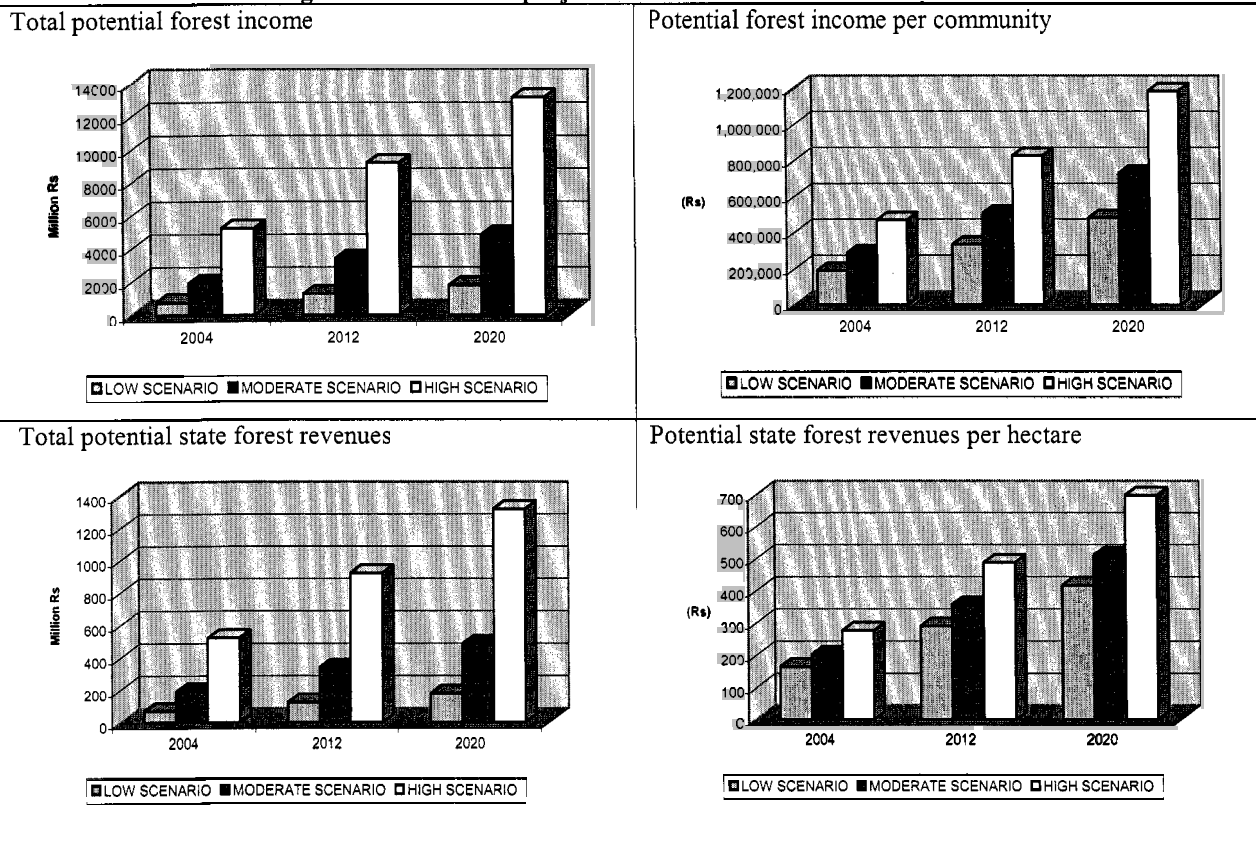 Total potential forest income
14000
12000
10000
8000
6000
4000
2000
0
Million Rs
2004 2012 2020
LOW SCENARIO MODERATE SCENARIO HIGH SCENARIO
Potential forest income per community
1,200,000
1,000,000
800,000
600,000
400,000
200,000
0
(Rs)
2004 2012 2020
LOW SCENARIO MODERATE SCENARIO HIGH SCENARIO
Total potential state forest revenues
1400
1200
1000
800
600
400
200
0
Million Rs
2004 2012 2020
LOW SCENARIO MODERATE SCENARIO HIGH SCENARIO
Potential state forest revenues per hectare
700
600
500
400
300
200
100
0
(Rs)
2004 2012 2020
LOW SCENARIO MODERATE SCENARIO HIGH SCENARIO